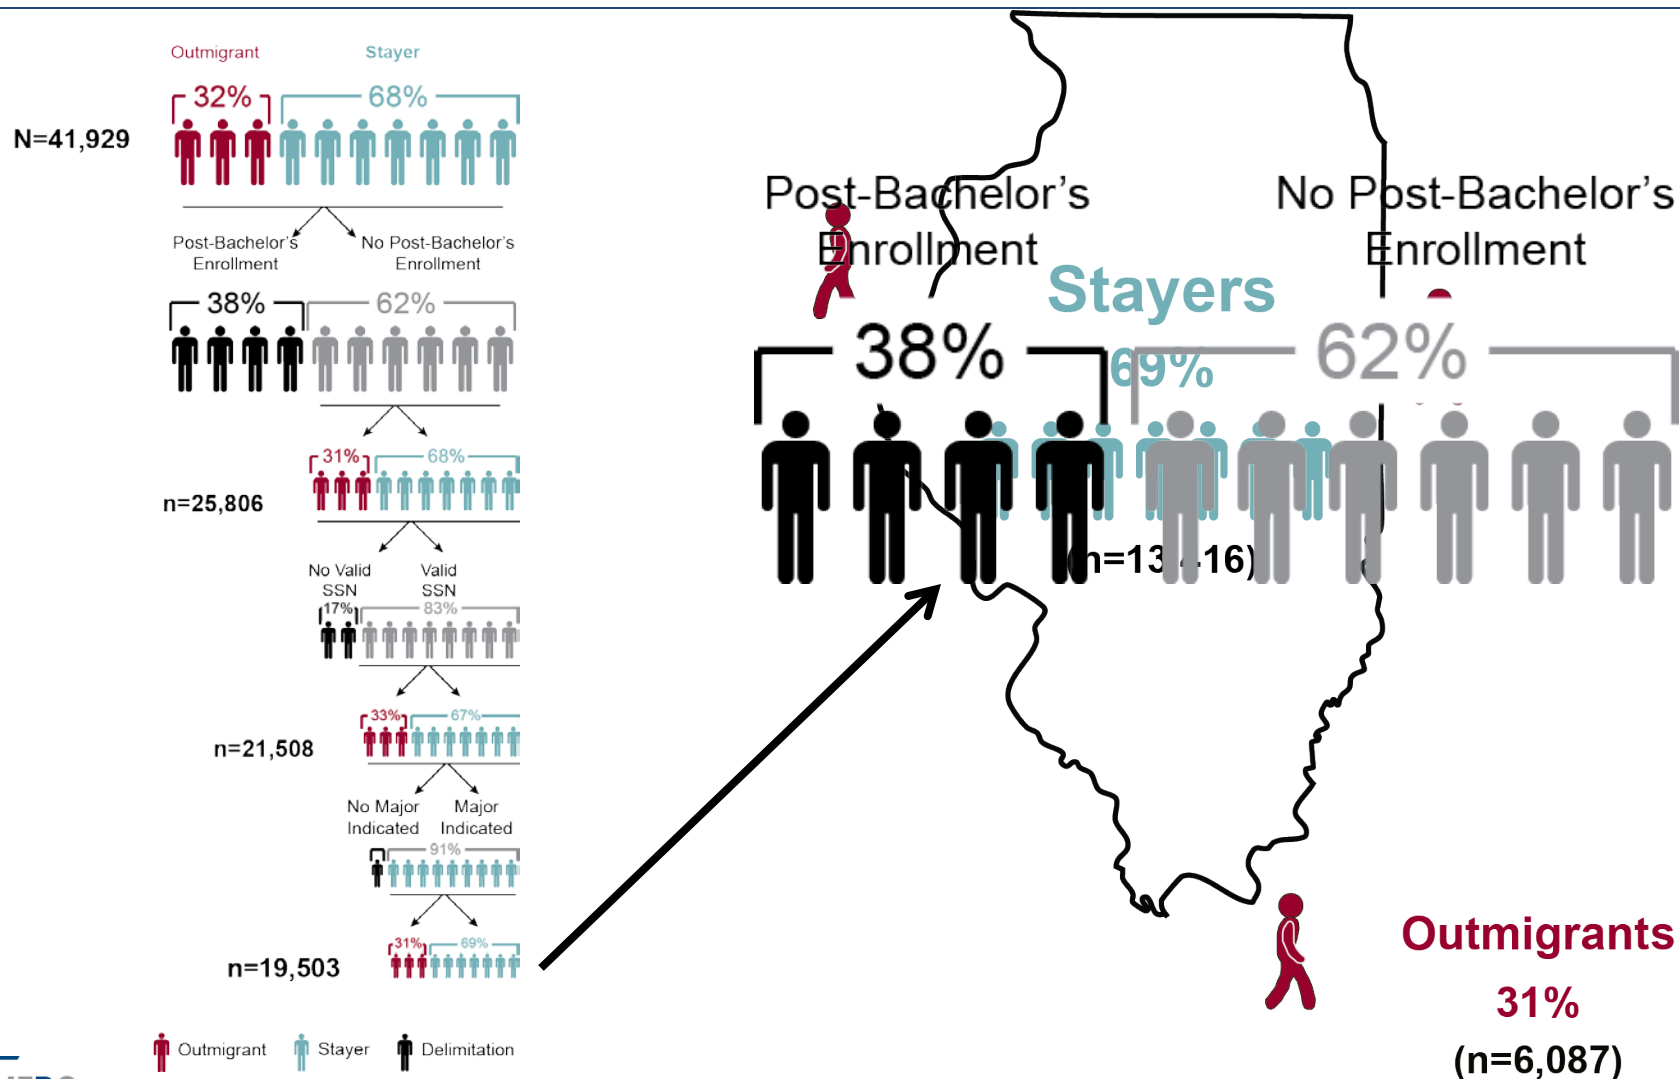 Outmigrant
Stayer
32%
68%
N=41,929
Post-Bachelor's
Enrollment
No Post-Bachelor's
Enrollment
38%
62%
31%
68%
n=25,806
No Valid
SSN
Valid
SSN
17%
83%
33%
67%
n=21,508
No Major
Indicated
Major
Indicated
91%
31%
69%
n=19,503
Outmigrant
Stayer
Delimitation
Post-Bachelor's
Enrollment
No Post-Bachelor's
Enrollment
Stayers
38%
69%
62%
Outmigrants
31%
(n=6,087)